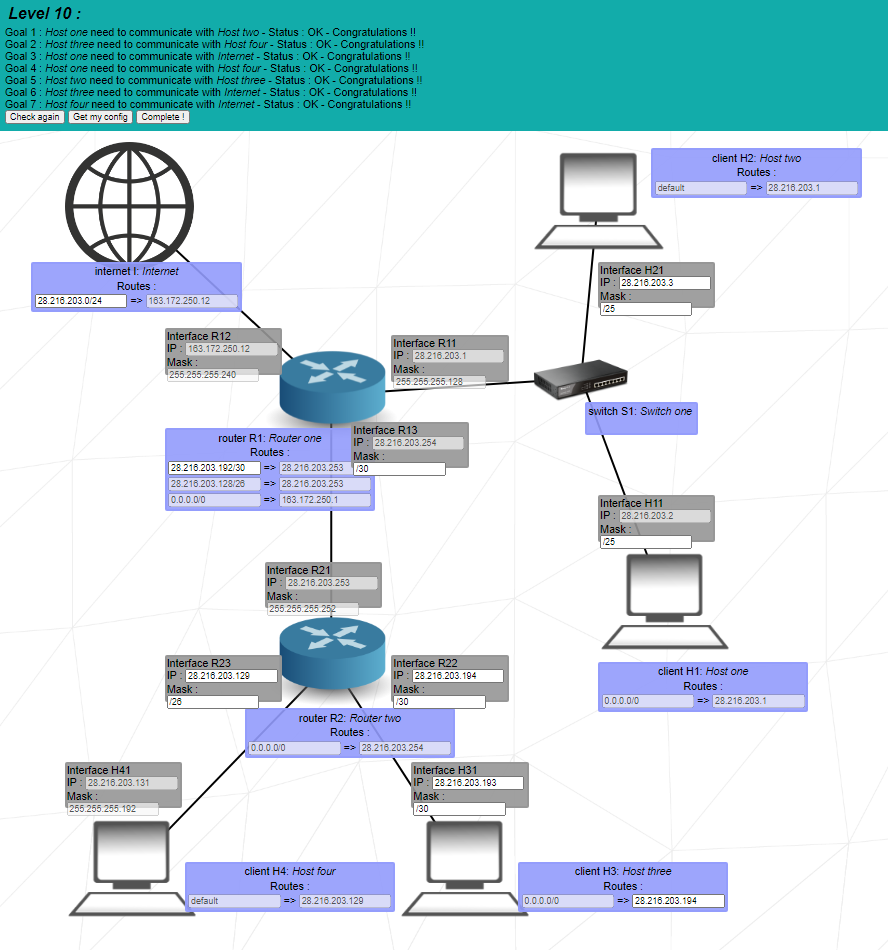 Level 10 :
Goal 1 : Host one need to communicate with Host two - Status : OK - Congratulations !!
Goal 2 : Host three need to communicate with Host four - Status : OK - Congratulations !!
Goal 3 : Host one need to communicate with Internet - Status : OK - Congratulations !!
Goal 4 : Host one need to communicate with Host four - Status : OK - Congratulations !!
Goal 5 : Host two need to communicate with Host three - Status : OK - Congratulations !!
Goal 6 : Host three need to communicate with Internet - Status : OK - Congratulations !!
Goal 7 : Host four need to communicate with Internet - Status : OK - Congratulations !!
Check again Get my config Complete !
client H2: Host two
Routes :
default => 28.216.203.1
internet I: Internet
Routes :
28.216.203.0/24 => 163.172.250.12
Interface H21
IP : 28.216.203.3
Mask :
/25
Interface R12
IP : 163.172.250.12
Mask :
255.255.255.240
Interface R11
IP : 28.216.203.1
Mask :
255.255.255.128
switch S1: Switch one
router R1: Router one
Routes :
28.216.203.192/30 => 28.216.203.253
28.216.203.128/26 => 28.216.203.253
0.0.0.0/0 => 163.172.250.1
Interface R13
IP : 28.216.203.254
Mask :
/30
Interface H11
IP : 28.216.203.2
Mask :
/25
Interface R21
IP : 28.216.203.253
Mask :
255.255.255.252
Interface R23
IP : 28.216.203.129
Mask :
/26
Interface R22
IP : 28.216.203.194
Mask :
/30
client H1: Host one
Routes :
0.0.0.0/0 => 28.216.203.1
router R2: Router two
Routes :
0.0.0.0/0 => 28.216.203.254
Interface H41
IP : 28.216.203.131
Mask :
255.255.255.192
Interface H31
IP : 28.216.203.193
Mask :
/30
client H4: Host four
Routes :
default => 28.216.203.129
client H3: Host three
Routes :
0.0.0.0/0 => 28.216.203.194